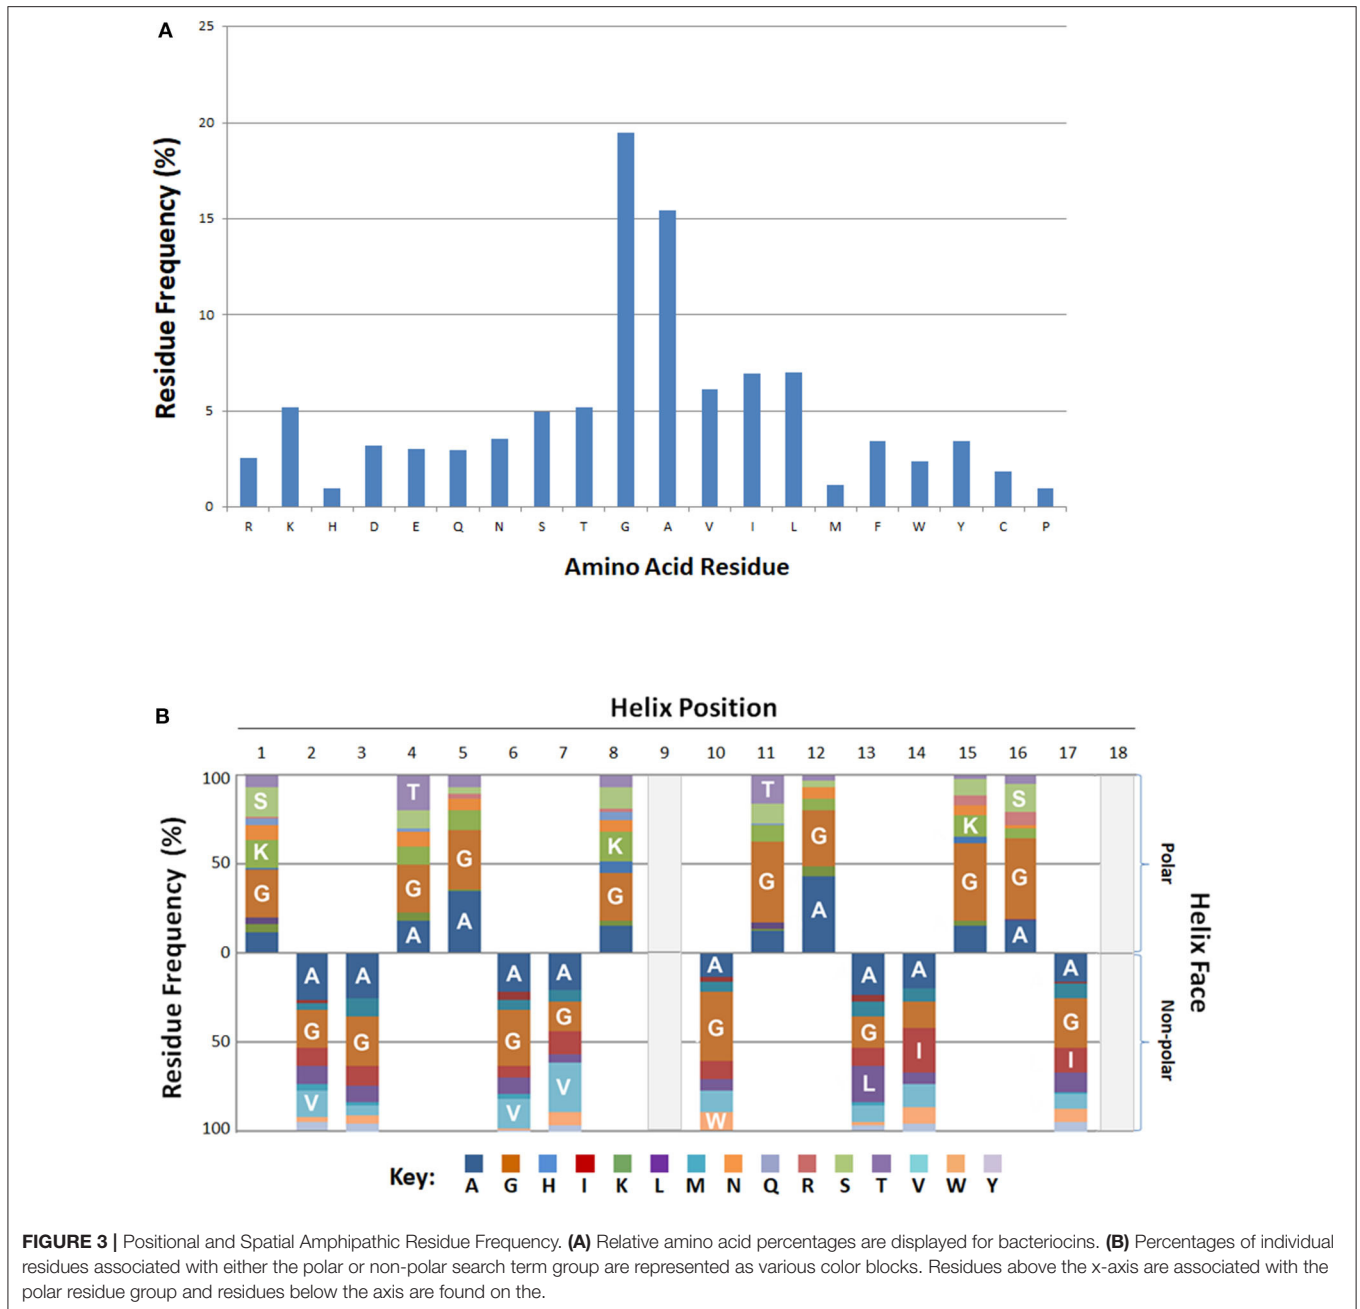 A
25
20
15
10
5
0
Residue Frequency (%)
R K H D E Q N S T G A V I L M F W Y C P
Amino Acid Residue
B
Helix Position
1 2 3 4 5 6 7 8 9 10 11 12 13 14 15 16 17 18
100
50
0
50
100
Residue Frequency (%)
S K G
A G V
A G
T G A
G A
A G V
A G V
K G
A G W
T G
G A
A G L
A I
K G
S G A
A G I
Polar
Non-polar
Helix Face
Key:
A G H I K L M N Q R S T V W Y
FIGURE 3 | Positional and Spatial Amphipathic Residue Frequency. (A) Relative amino acid percentages are displayed for bacteriocins. (B) Percentages of individual
residues associated with either the polar or non-polar search term group are represented as various color blocks. Residues above the x-axis are associated with the
polar residue group and residues below the axis are found on the.